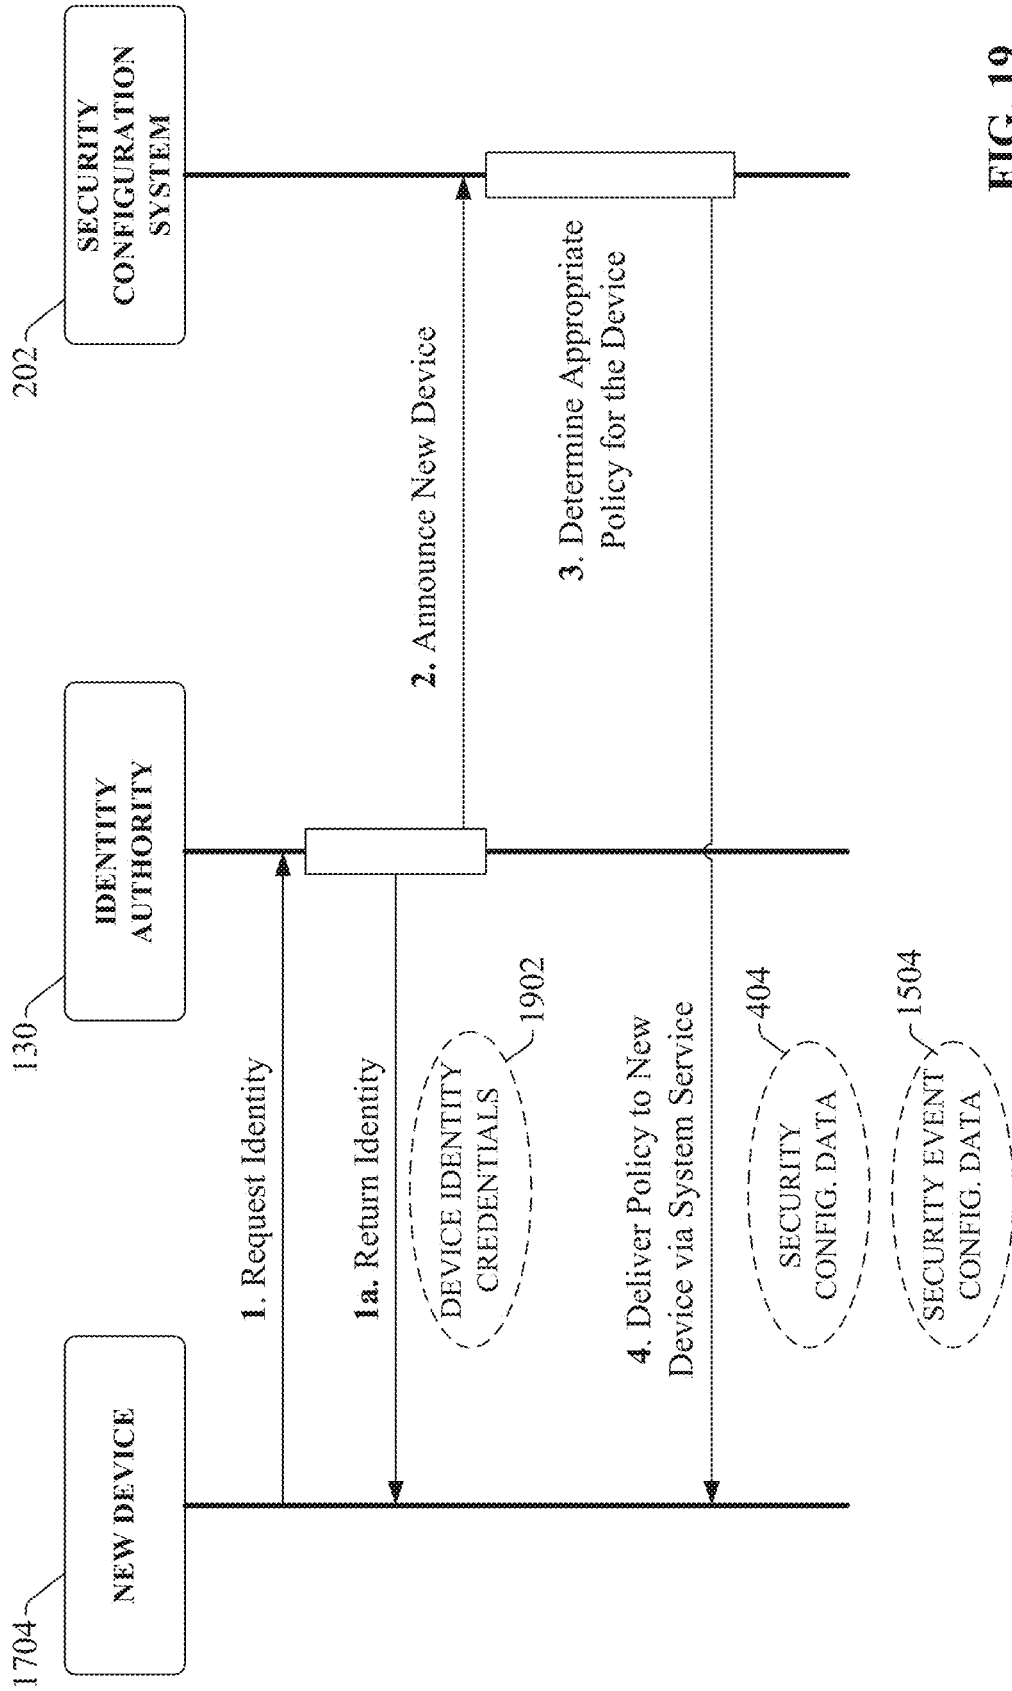 1704
NEW DEVICE
130
IDENTITY
AUTHORITY
202
SECURITY
CONFIGURATION
SYSTEM
1. Request Identity
1a. Return Identity
DEVICE IDENTITY
CREDENTIALS
1902
2. Announce New Device
3. Determine Appropriate
Policy for the Device
4. Deliver Policy to New
Device via System Service
SECURITY
CONFIG. DATA
404
SECURITY EVENT
CONFIG. DATA
1504
FIG. 19